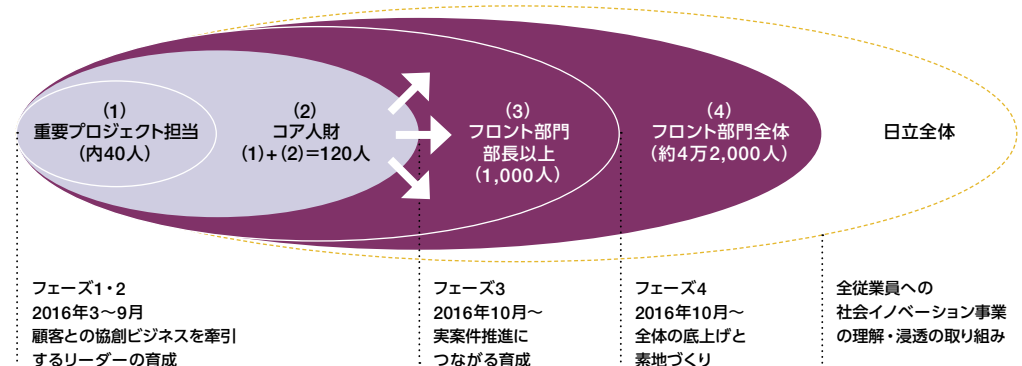 (1)
重要プロジェクト担当
(内40人)
(2)
コア人財
(1)+(2)=120人
(3)
フロント部門
部長以上
(1,000人)
(4)
フロント部門全体
(約4万2,000人)
日立全体
フェーズ1・2
2016年3〜9月
顧客との協創ビジネスを牽引
するリーダーの育成
フェーズ3
2016年10月〜
実案件推進に
つながる育成
フェーズ4
2016年10月〜
全体の底上げと
素地づくり
全従業員への
社会イノベーション事業
の理解・浸透の取り組み